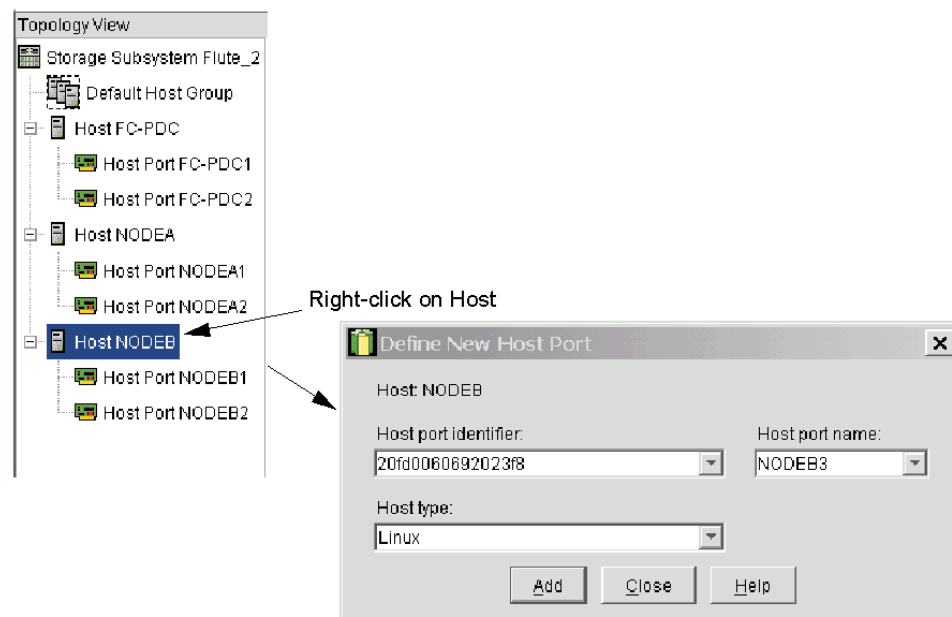 Topology View
Storage Subsystem Flute_2
Default Host Group
Host FC-PDC
Host Port FC-PDC1
Host Port FC-PDC2
Host NODEA
Host Port NODEA1
Host Port NODEA2
Host NODEB
Host Port NODEB1
Host Port NODEB2
Right-click on Host
Define New Host Port
Host: NODEB
Host port identifier:
20fd0060692023f8
Host port name:
NODEB3
Host type:
Linux
Add
Close
Help